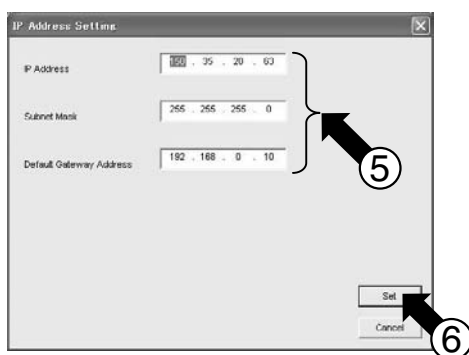 IP Address Setting
IP Address 150 . 35 . 20 . 63
Subnet Mask 255 . 255 . 255 . 0
Default Gateway Address 192 . 168 . 0 . 10
5
Set
Cancel
6